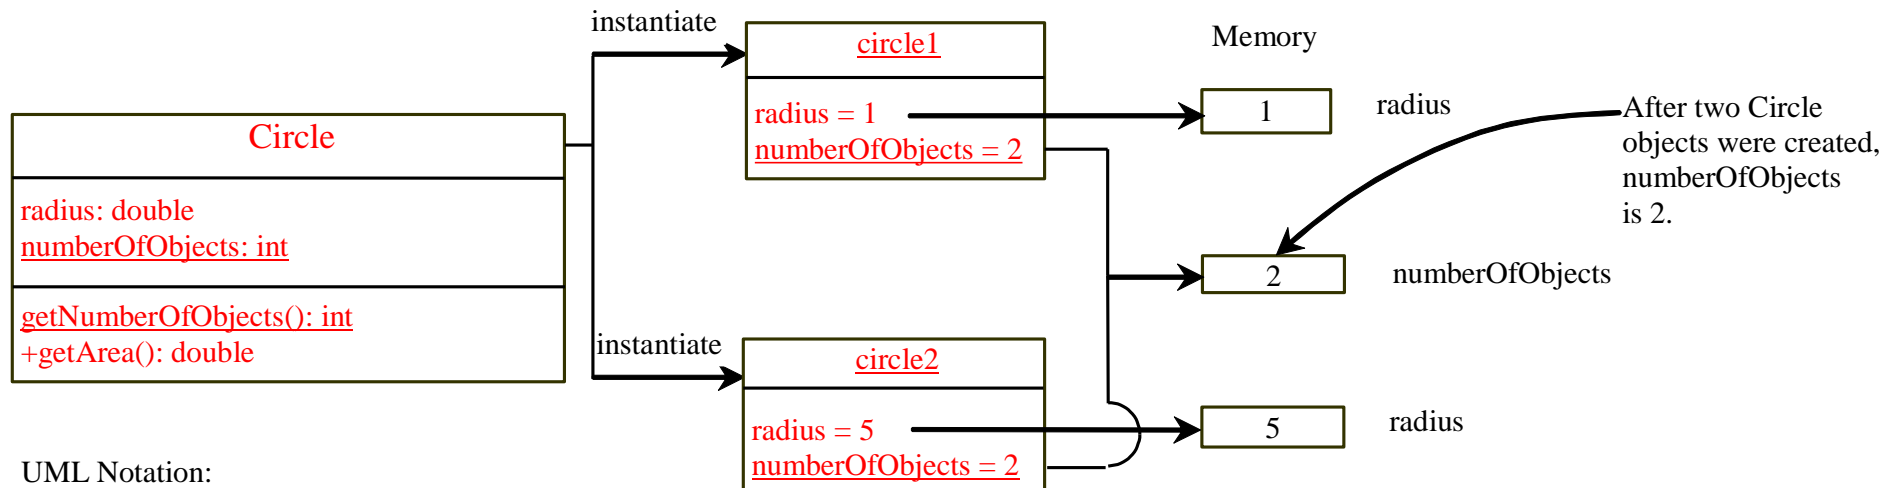 instantiate
circle1
Memory
radius = 1
numberOfObjects = 2
1
radius
After two Circle
objects were created,
numberOfObjects
is 2.
Circle
radius: double
numberOfObjects: int
getNumberOfObjects(): int
+getArea(): double
2
numberOfObjects
instantiate
circle2
radius = 5
numberOfObjects = 2
5
radius
UML Notation: